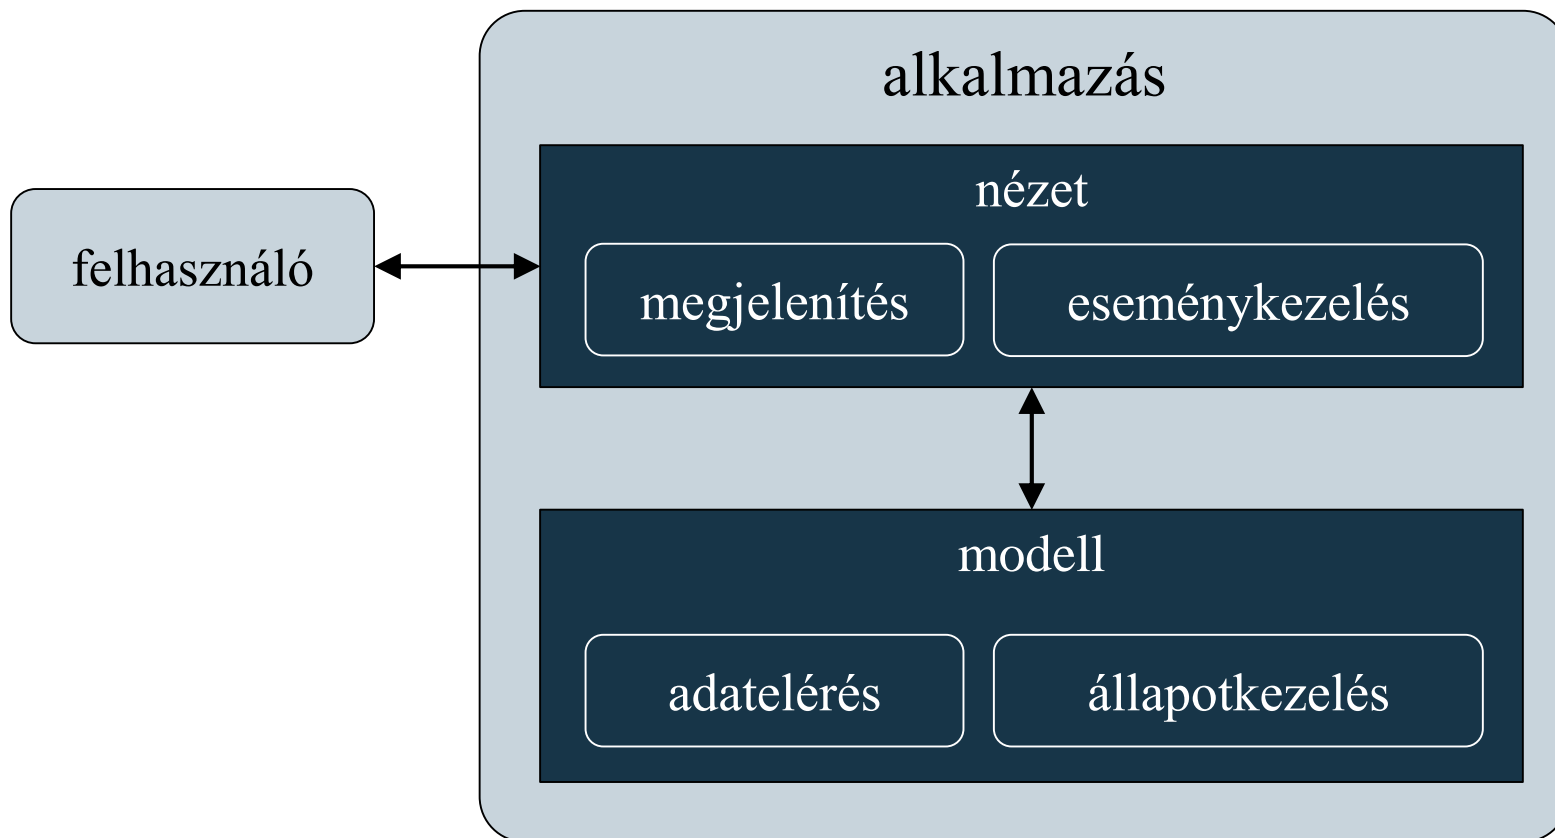 alkalmazás
nézet
felhasználó
megjelenítés
eseménykezelés
modell
adatelérés
állapotkezelés